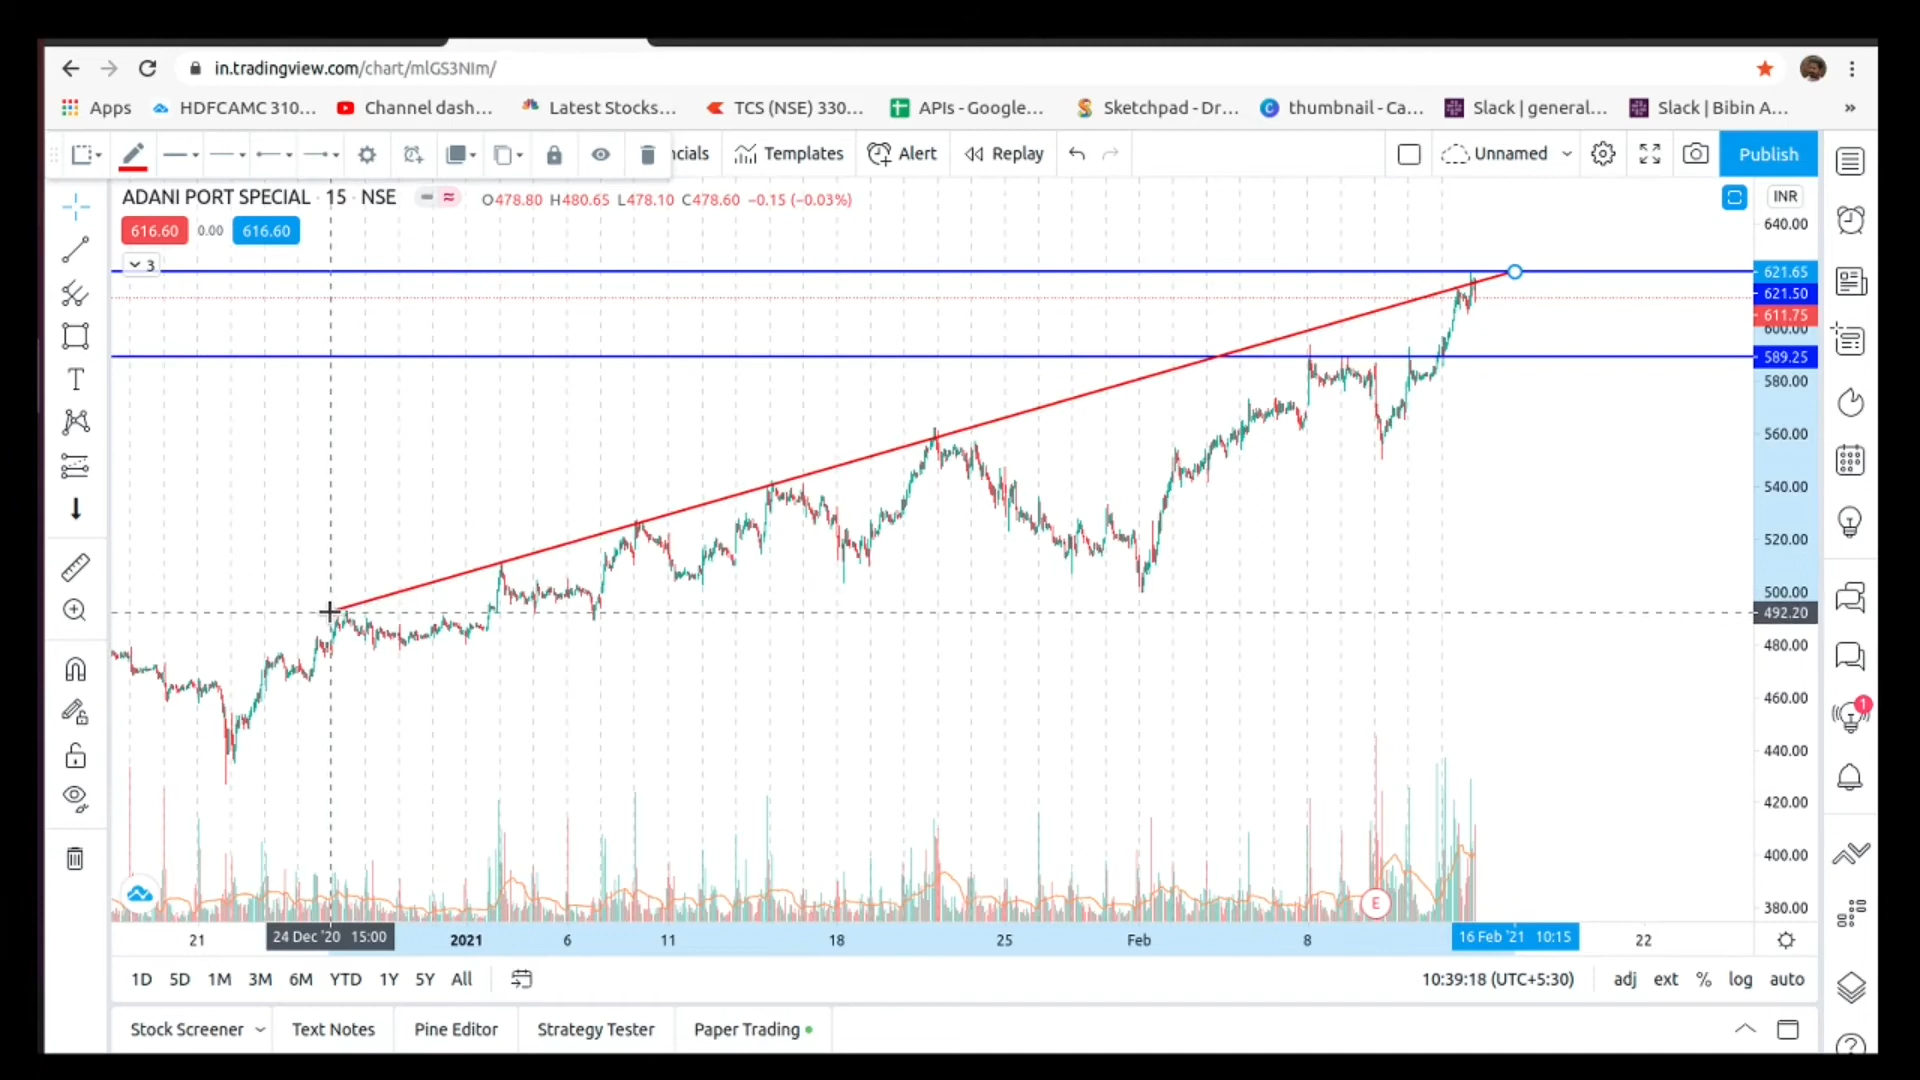 in.tradingview.com/chart/mlGS3NIm/
Apps HDFCAMC 310... Channel dash... Latest Stocks... TCS (NSE) 330... APIs - Google... Sketchpad - Dr... thumbnail - Ca... Slack | general... Slack | Bibin A... »
ncials Templates Alert Replay Unnamed Publish
ADANI PORT SPECIAL · 15 · NSE O478.80 H480.65 L478.10 C478.60 −0.15 (−0.03%) INR
616.60 0.00 616.60
3
640.00
621.65
621.50
611.75
600.00
589.25
580.00
560.00
540.00
520.00
500.00
492.20
480.00
460.00
440.00
420.00
400.00
380.00
E
1
21 24 Dec '20 15:00 2021 6 11 18 25 Feb 8 16 Feb '21 10:15 22
1D 5D 1M 3M 6M YTD 1Y 5Y All 10:39:18 (UTC+5:30) adj ext % log auto
Stock Screener Text Notes Pine Editor Strategy Tester Paper Trading